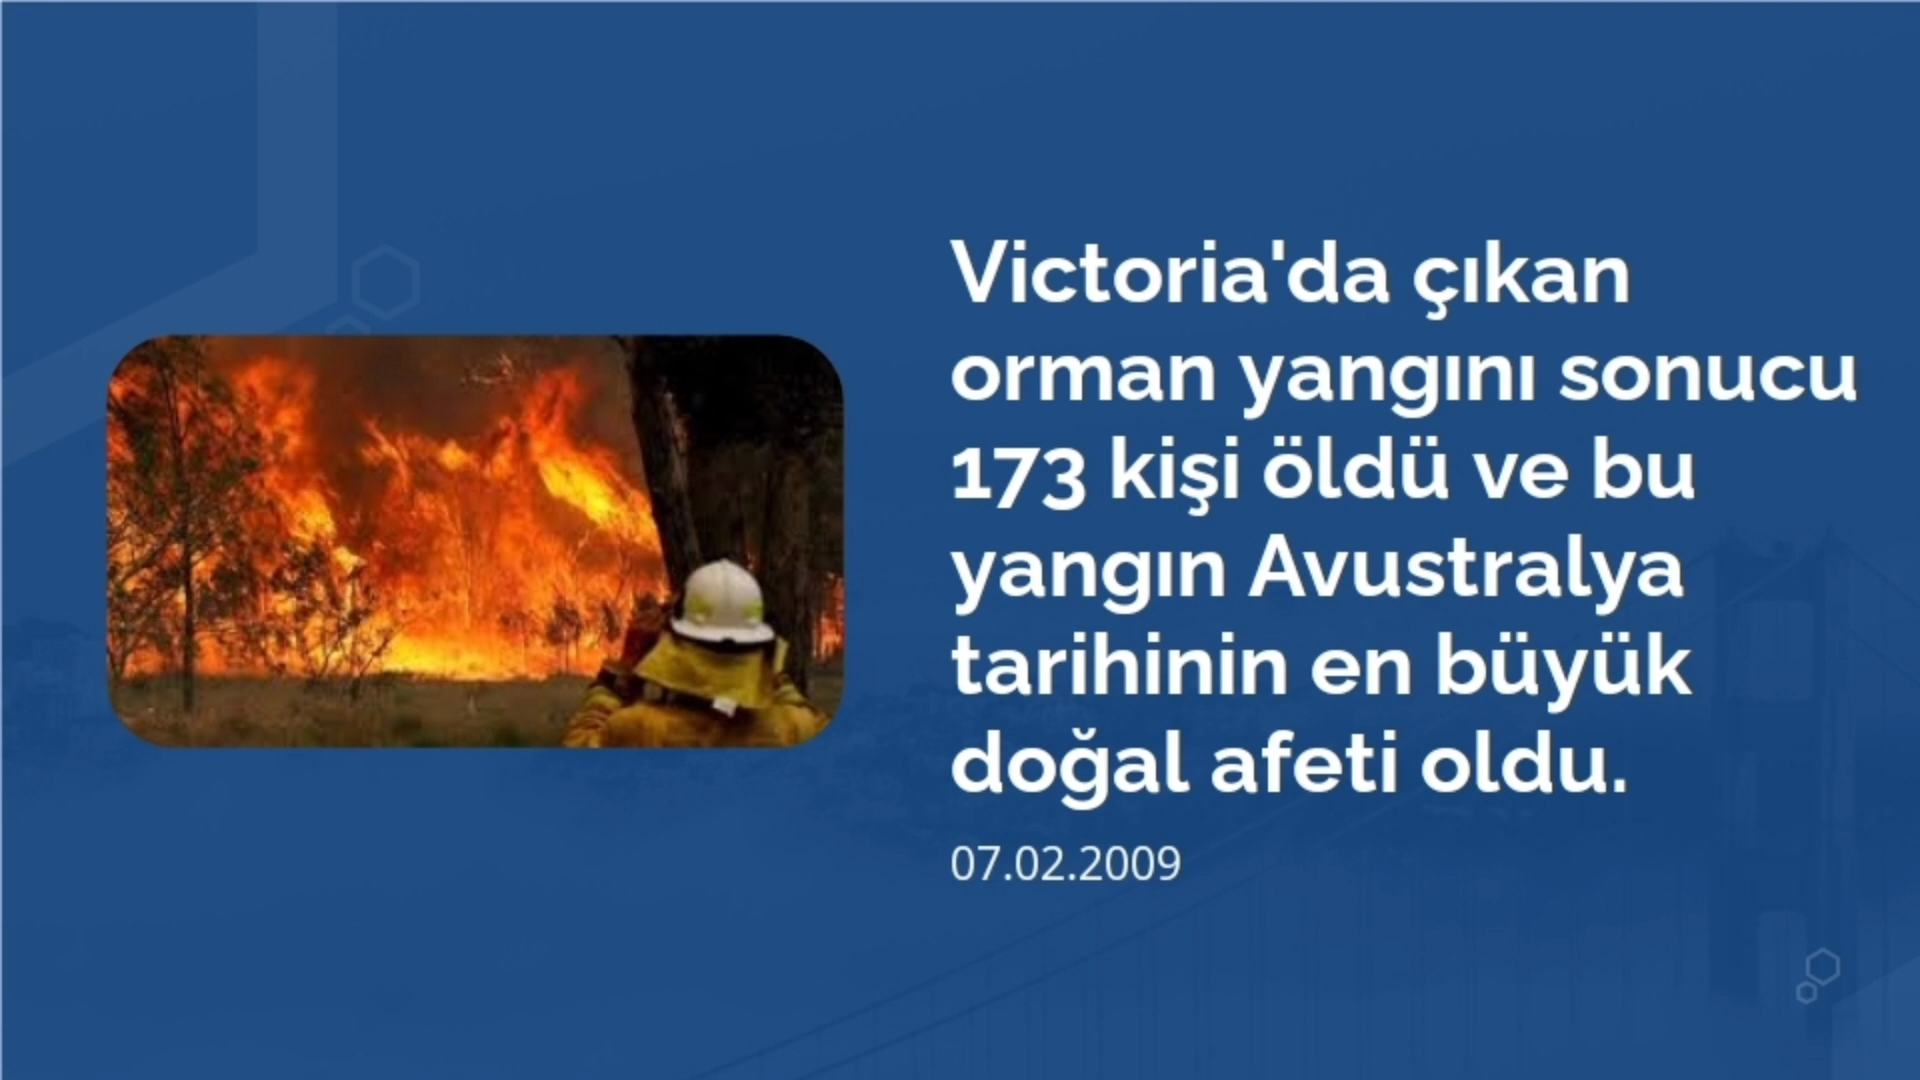 Victoria'da çıkan
orman yangını sonucu
173 kişi öldü ve bu
yangın Avustralya
tarihinin en büyük
doğal afeti oldu.
07.02.2009